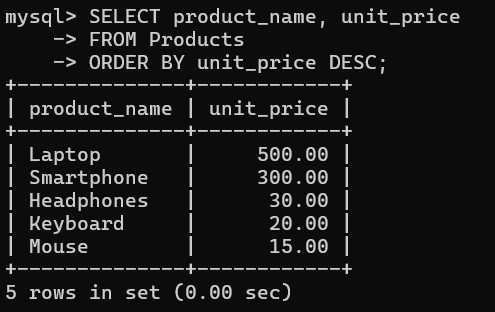 mysql> SELECT product_name, unit_price
    -> FROM Products
    -> ORDER BY unit_price DESC;
+--------------+------------+
| product_name | unit_price |
+--------------+------------+
| Laptop       |     500.00 |
| Smartphone   |     300.00 |
| Headphones   |      30.00 |
| Keyboard     |      20.00 |
| Mouse        |      15.00 |
+--------------+------------+
5 rows in set (0.00 sec)